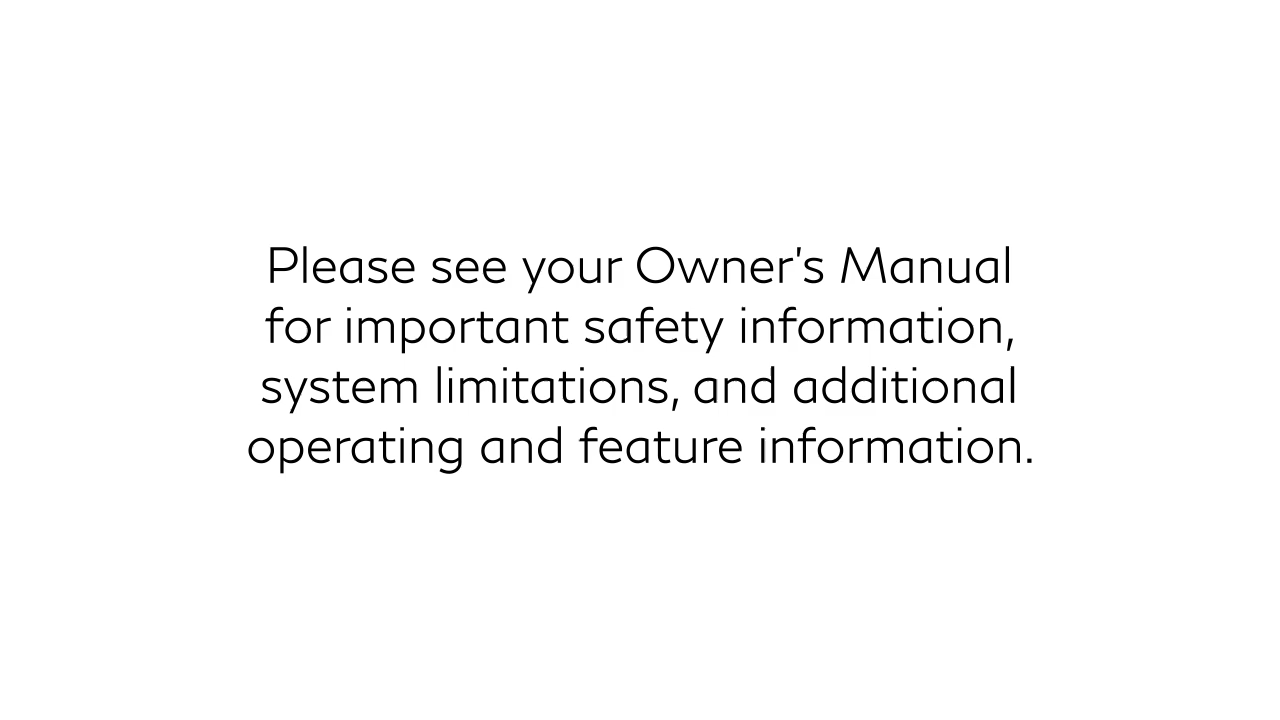 Please see your Owner's Manual
for important safety information,
system limitations, and additional
operating and feature information.